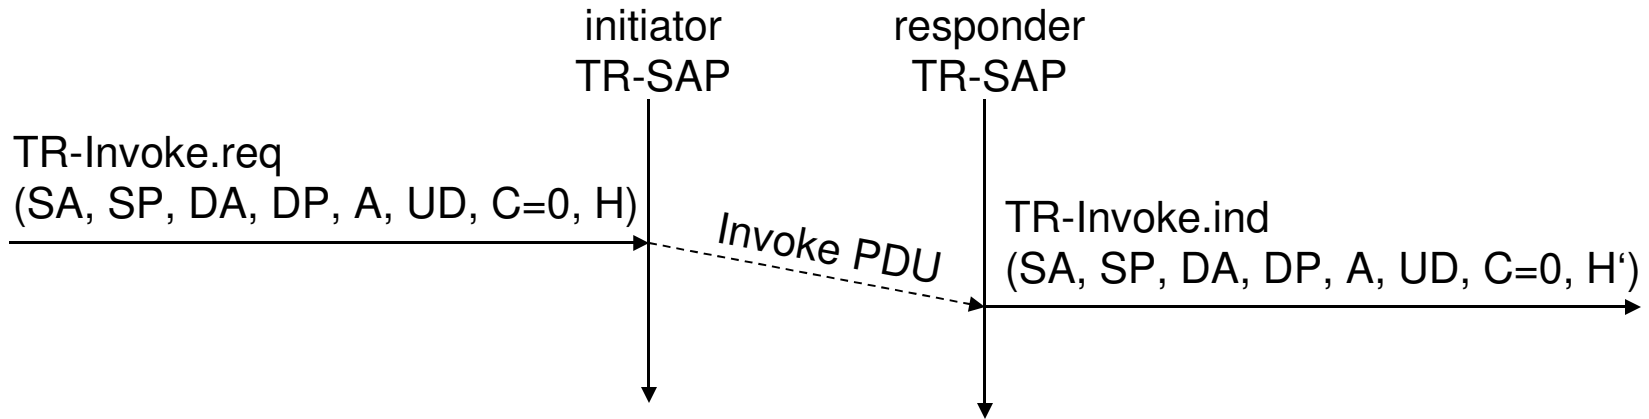 initiator
TR-SAP
responder
TR-SAP
TR-Invoke.req
(SA, SP, DA, DP, A, UD, C=0, H)
Invoke PDU
TR-Invoke.ind
(SA, SP, DA, DP, A, UD, C=0, H‘)